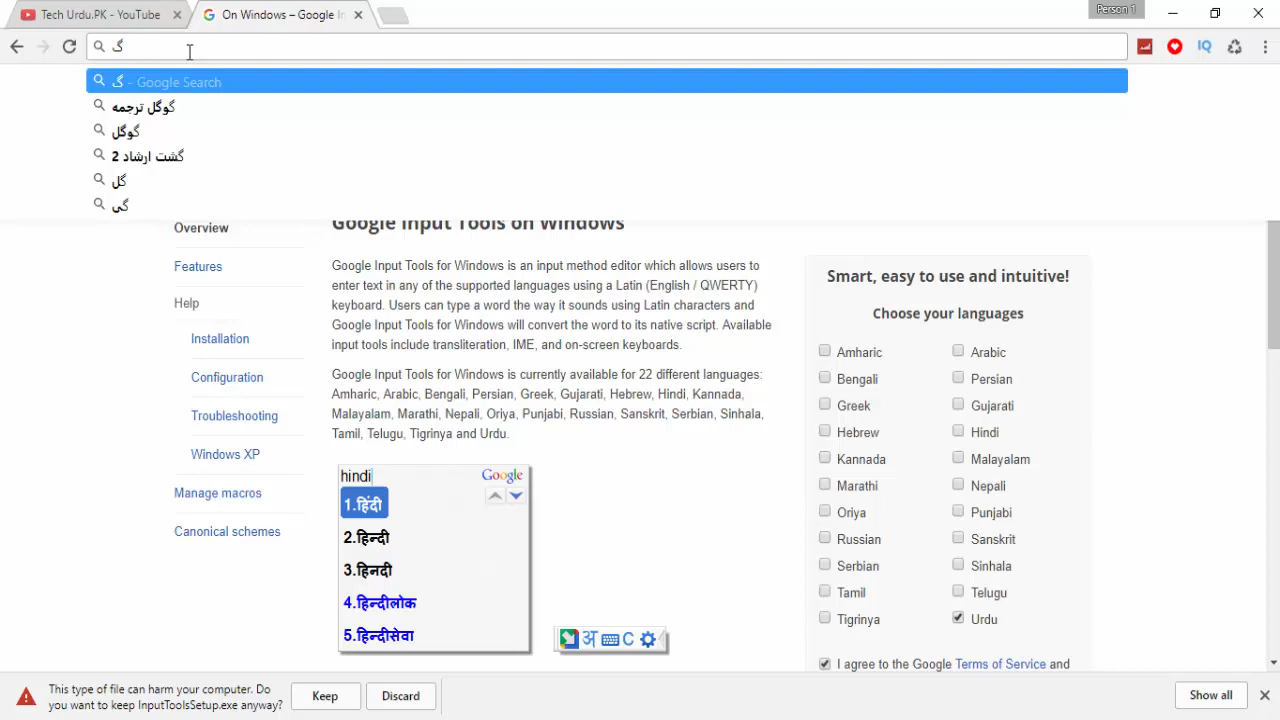 Tech Urdu.PK - YouTube
On Windows – Google In
Person 1
گ
IQ
گ - Google Search
گوگل ترجمه
گوگل
گشت ارشاد 2
گل
گی
Google Input Tools on Windows
Overview
Features
Help
Installation
Configuration
Troubleshooting
Windows XP
Manage macros
Canonical schemes
Google Input Tools for Windows is an input method editor which allows users to
enter text in any of the supported languages using a Latin (English / QWERTY)
keyboard. Users can type a word the way it sounds using Latin characters and
Google Input Tools for Windows will convert the word to its native script. Available
input tools include transliteration, IME, and on-screen keyboards.
Google Input Tools for Windows is currently available for 22 different languages:
Amharic, Arabic, Bengali, Persian, Greek, Gujarati, Hebrew, Hindi, Kannada,
Malayalam, Marathi, Nepali, Oriya, Punjabi, Russian, Sanskrit, Serbian, Sinhala,
Tamil, Telugu, Tigrinya and Urdu.
hindi
Google
1.हिंदी
2.हिन्दी
3.हिनदी
4.हिन्दीलोक
5.हिन्दीसेवा
अ
C
Smart, easy to use and intuitive!
Choose your languages
Amharic Arabic
Bengali Persian
Greek Gujarati
Hebrew Hindi
Kannada Malayalam
Marathi Nepali
Oriya Punjabi
Russian Sanskrit
Serbian Sinhala
Tamil Telugu
Tigrinya Urdu
I agree to the Google Terms of Service and
This type of file can harm your computer. Do
you want to keep InputToolsSetup.exe anyway?
Keep
Discard
Show all